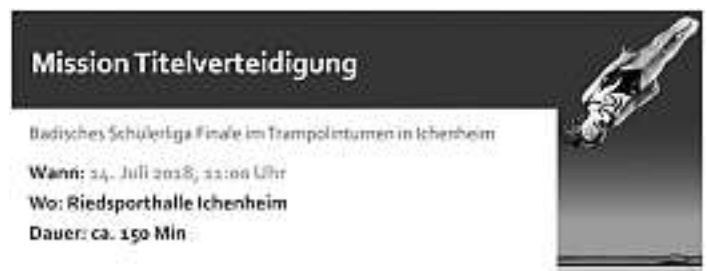 Mission Titelverteidigung
Badisches Schülerliga Finale im Trampolinturnen in Ichenheim
Wann: 14. Juli 2018, 11:00 Uhr
Wo: Riedsporthalle Ichenheim
Dauer: ca. 150 Min